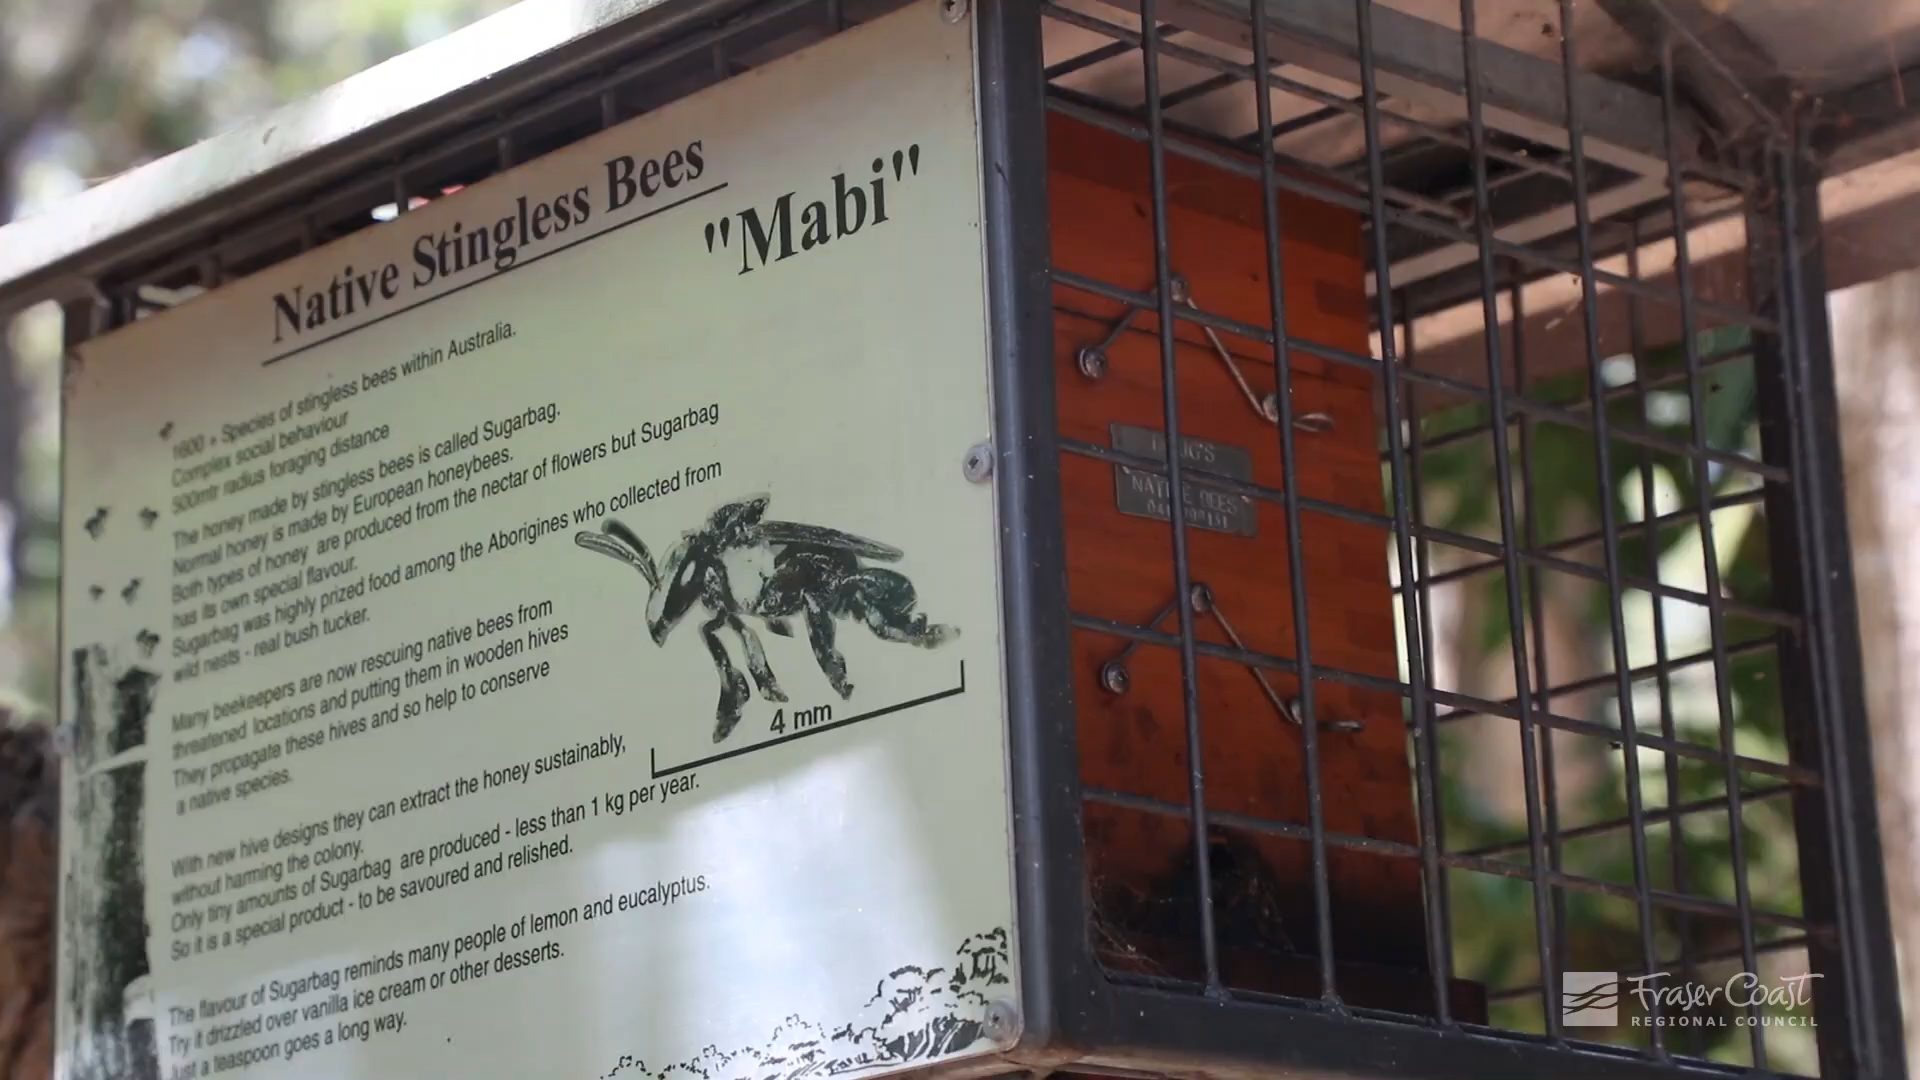 Native Stingless Bees
"Mabi"
1600 + Species of stingless bees within Australia.
Complex social behaviour
500mtr radius foraging distance
The honey made by stingless bees is called Sugarbag.
Normal honey is made by European honeybees.
Both types of honey are produced from the nectar of flowers but Sugarbag
has its own special flavour.
Sugarbag was highly prized food among the Aborigines who collected from
wild nests - real bush tucker.
Many beekeepers are now rescuing native bees from
threatened locations and putting them in wooden hives
They propagate these hives and so help to conserve
a native species.
4 mm
With new hive designs they can extract the honey sustainably,
without harming the colony.
Only tiny amounts of Sugarbag are produced - less than 1 kg per year.
So it is a special product - to be savoured and relished.
The flavour of Sugarbag reminds many people of lemon and eucalyptus.
Try it drizzled over vanilla ice cream or other desserts.
Just a teaspoon goes a long way.
NATIVE BEES
Fraser Coast
REGIONAL COUNCIL